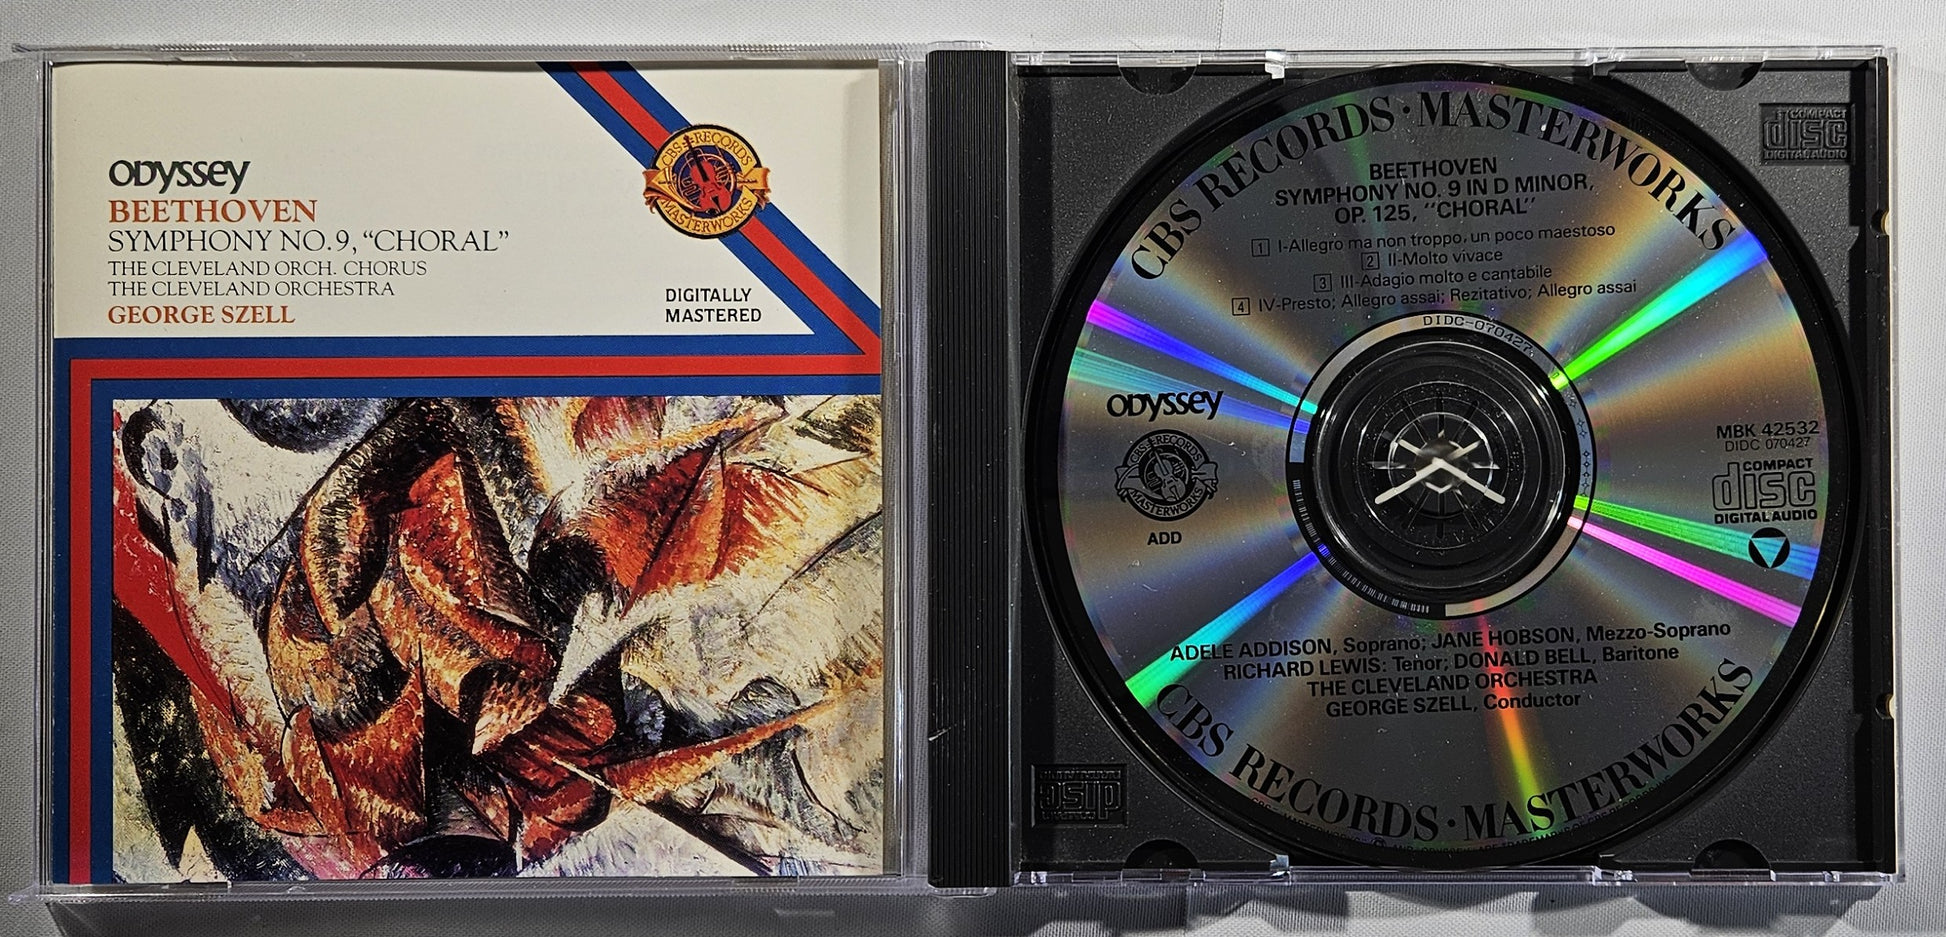 ODYSSEY
BEETHOVEN
SYMPHONY NO.9, “CHORAL”
THE CLEVELAND ORCH. CHORUS
THE CLEVELAND ORCHESTRA
GEORGE SZELL
CBS RECORDS
MASTERWORKS
DIGITALLY
MASTERED
CBS RECORDS · MASTERWORKS
BEETHOVEN
SYMPHONY NO. 9 IN D MINOR,
OP. 125, "CHORAL"
1 I-Allegro ma non troppo, un poco maestoso
2 II-Molto vivace
3 III-Adagio molto e cantabile
4 IV-Presto; Allegro assai; Rezitativo; Allegro assai
DIDC-070427
ODYSSEY
CBS RECORDS
MASTERWORKS
ADD
MBK 42532
DIDC 070427
COMPACT
disc
DIGITAL AUDIO
ADELE ADDISON, Soprano; JANE HOBSON, Mezzo-Soprano
RICHARD LEWIS: Tenor; DONALD BELL, Baritone
THE CLEVELAND ORCHESTRA
GEORGE SZELL, Conductor
CBS RECORDS · MASTERWORKS
COMPACT
disc
DIGITAL AUDIO
disc